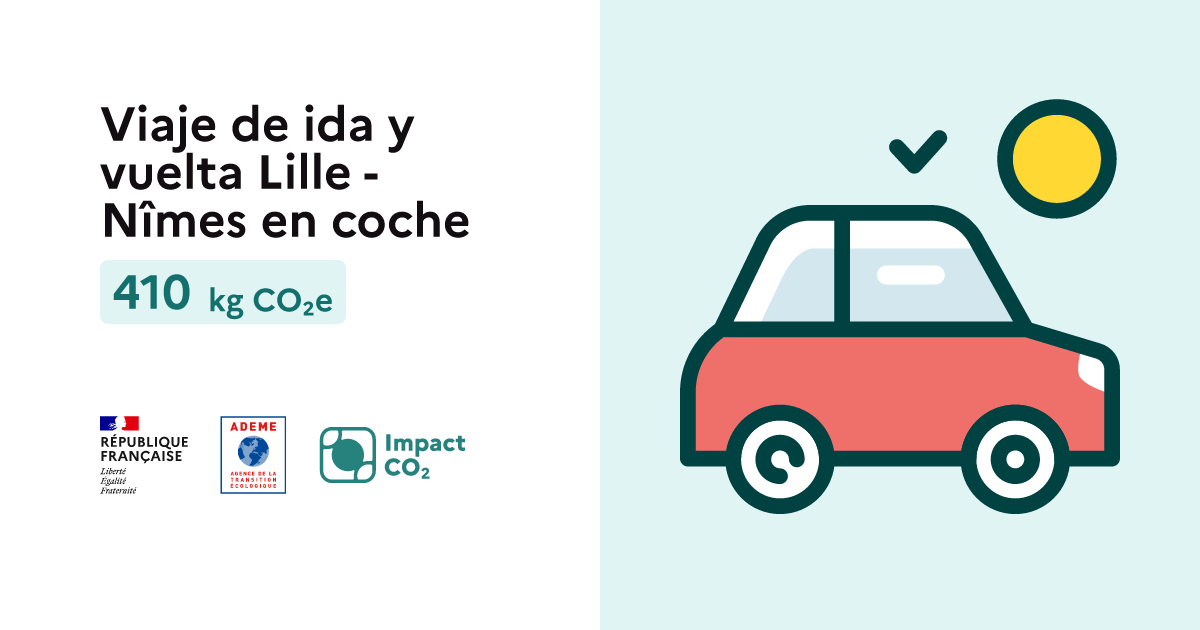 Viaje de ida y
vuelta Lille -
Nîmes en coche
410 kg CO₂e
RÉPUBLIQUE
FRANÇAISE
Liberté
Égalité
Fraternité
ADEME
AGENCE DE LA
TRANSITION
ÉCOLOGIQUE
Impact
CO₂